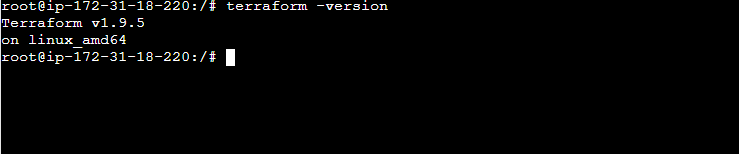 root@ip-172-31-18-220:/# terraform -version
Terraform v1.9.5
on linux_amd64
root@ip-172-31-18-220:/#